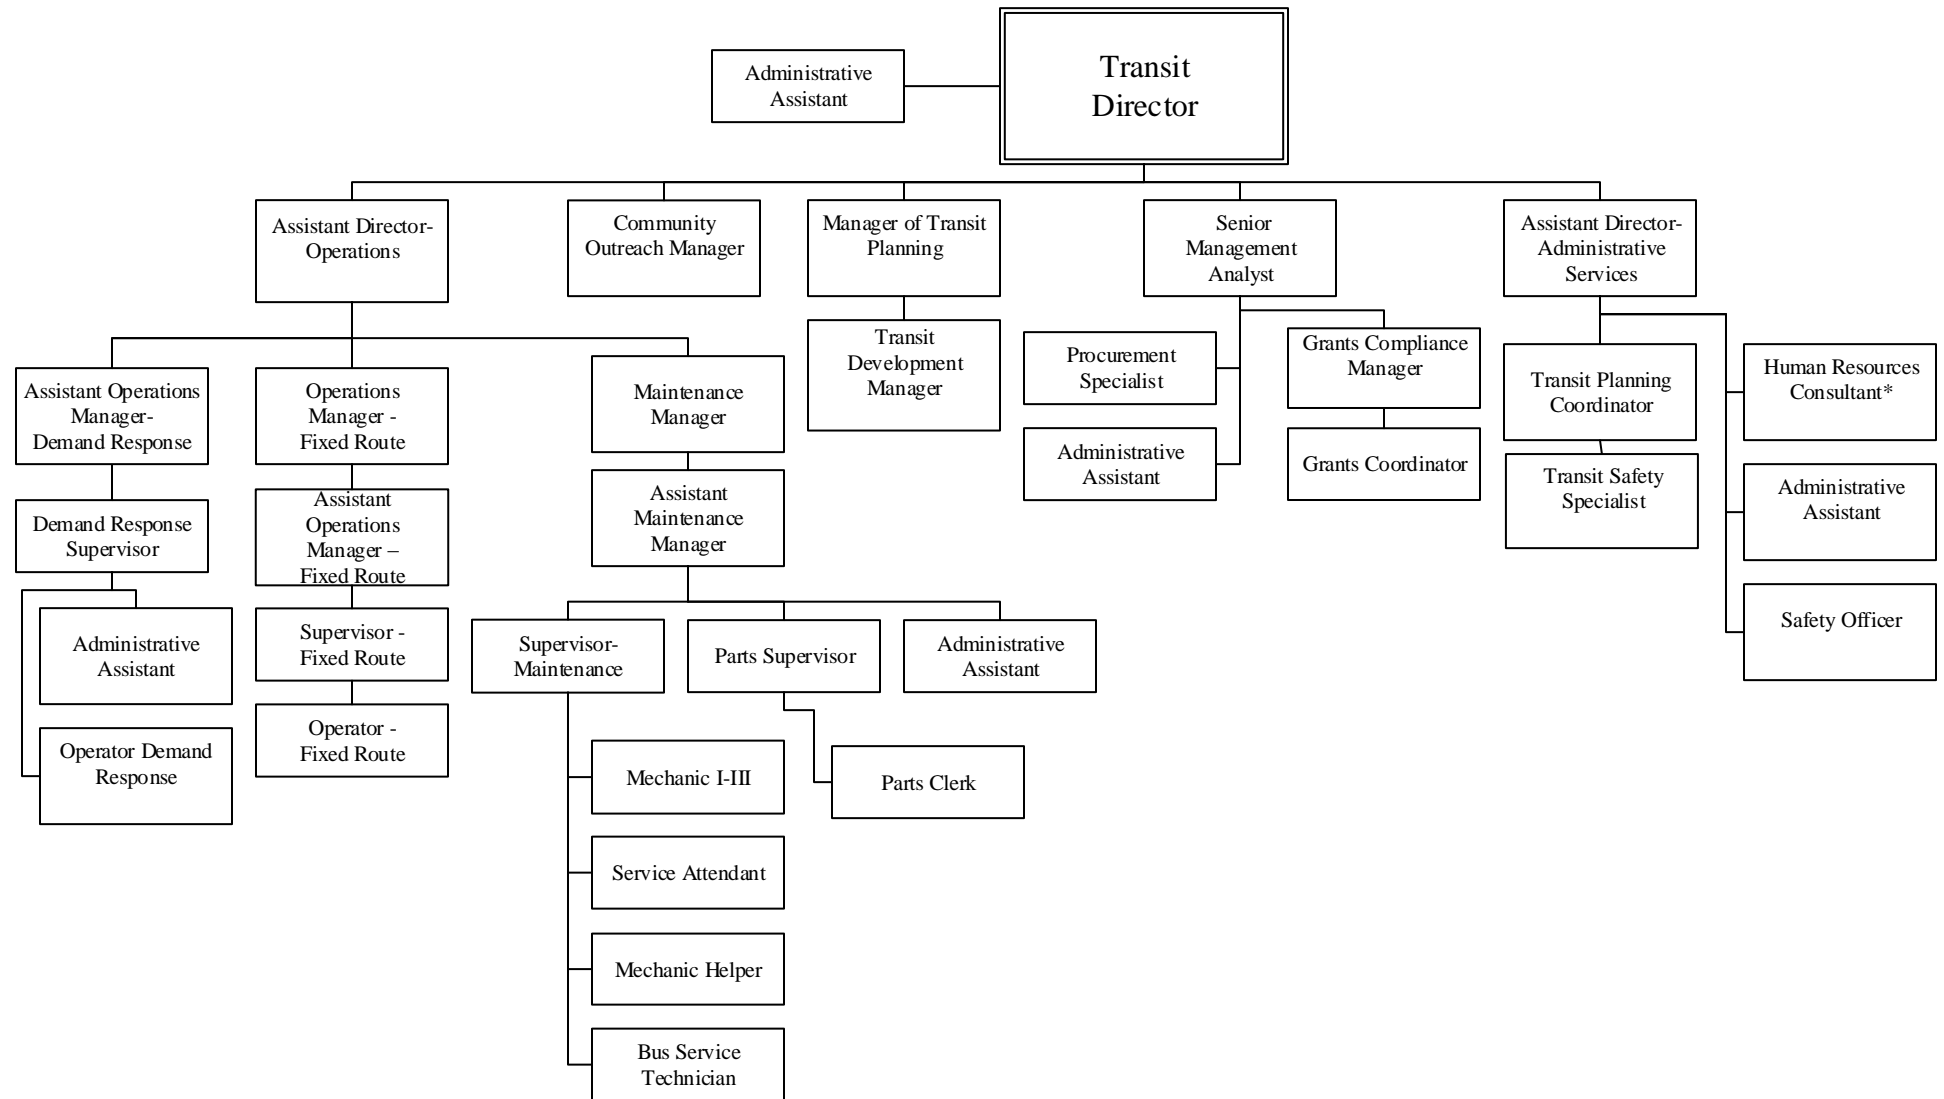 Administrative
Assistant
Transit
Director
Assistant Director-
Operations
Community
Outreach Manager
Manager of Transit
Planning
Senior
Management
Analyst
Assistant Director-
Administrative
Services
Assistant Operations
Manager-
Demand Response
Operations
Manager -
Fixed Route
Maintenance
Manager
Transit
Development
Manager
Procurement
Specialist
Grants Compliance
Manager
Transit Planning
Coordinator
Human Resources
Consultant*
Administrative
Assistant
Grants Coordinator
Transit Safety
Specialist
Administrative
Assistant
Demand Response
Supervisor
Assistant
Operations
Manager –
Fixed Route
Assistant
Maintenance
Manager
Safety Officer
Administrative
Assistant
Supervisor -
Fixed Route
Supervisor-
Maintenance
Parts Supervisor
Administrative
Assistant
Operator Demand
Response
Operator -
Fixed Route
Mechanic I-III
Parts Clerk
Service Attendant
Mechanic Helper
Bus Service
Technician